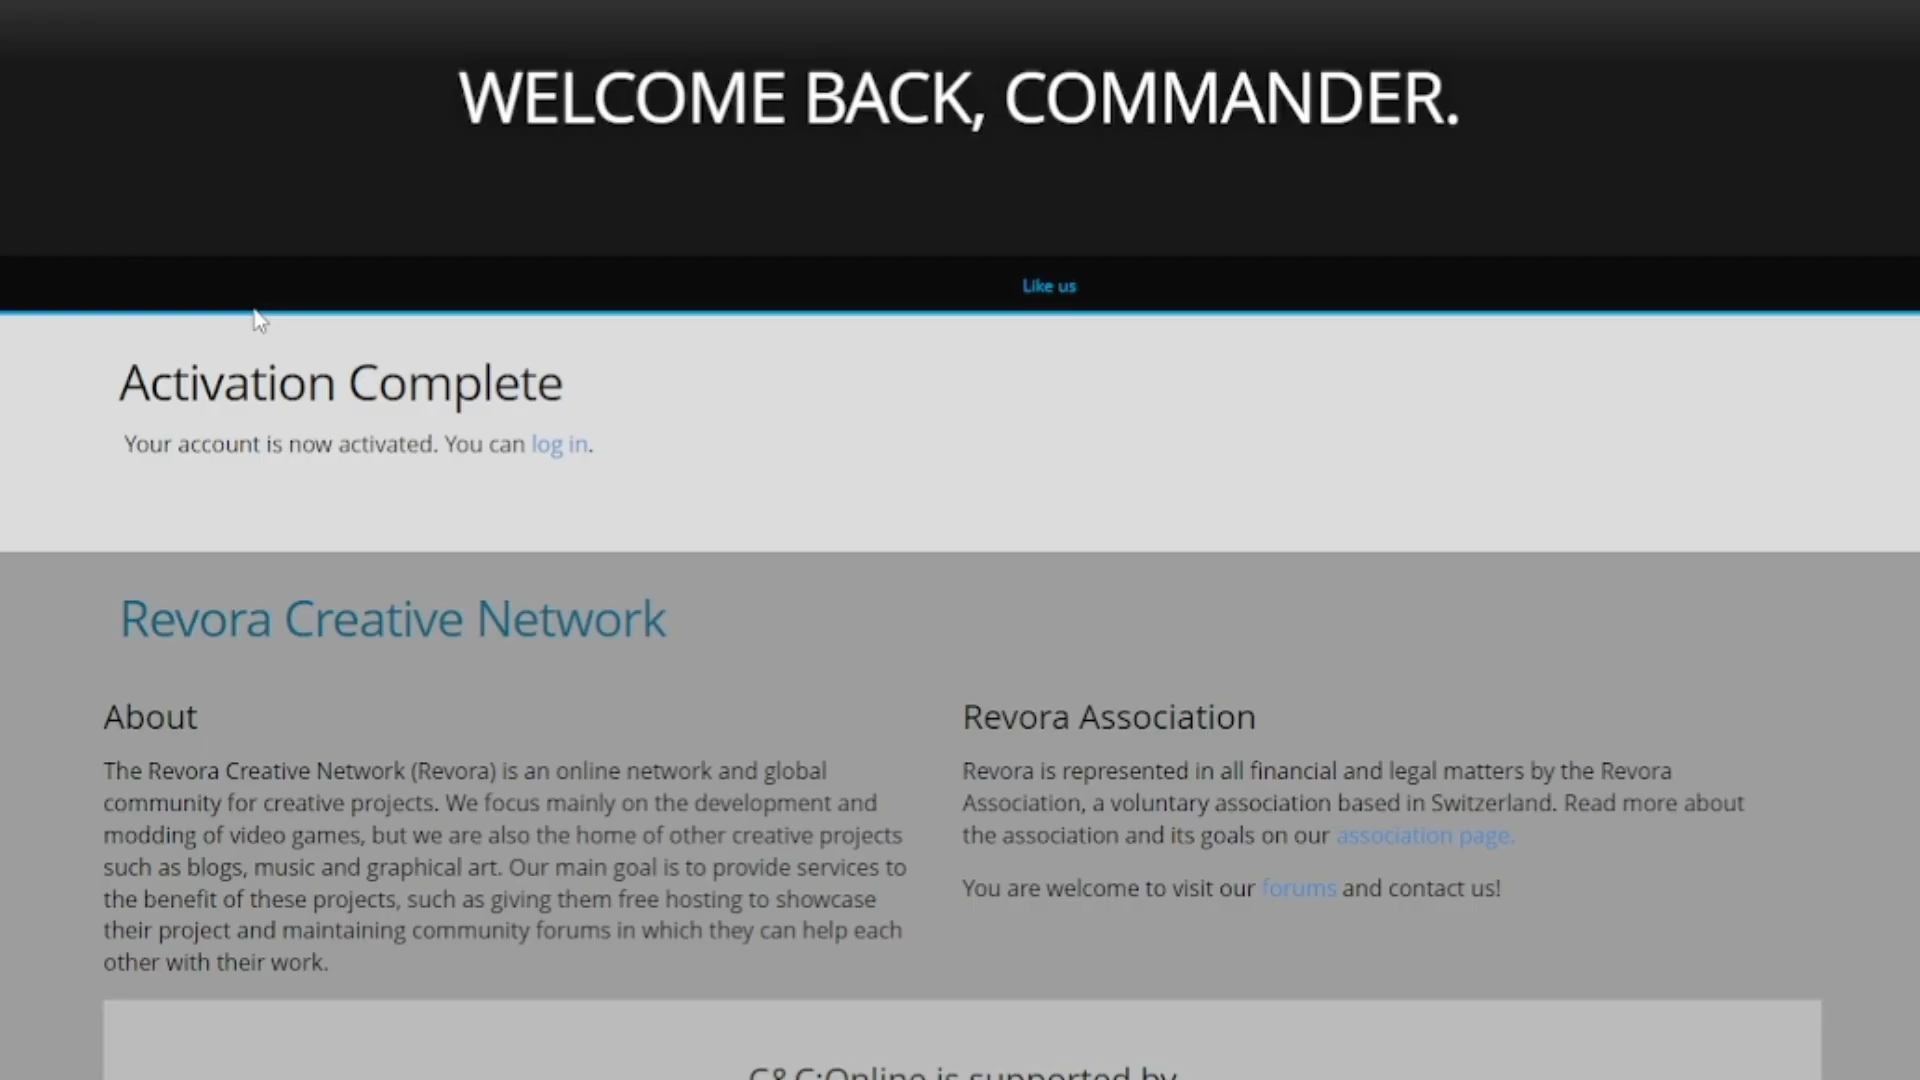 WELCOME BACK, COMMANDER.
Like us
Activation Complete
Your account is now activated. You can log in.
Revora Creative Network
About
The Revora Creative Network (Revora) is an online network and global
community for creative projects. We focus mainly on the development and
modding of video games, but we are also the home of other creative projects
such as blogs, music and graphical art. Our main goal is to provide services to
the benefit of these projects, such as giving them free hosting to showcase
their project and maintaining community forums in which they can help each
other with their work.
Revora Association
Revora is represented in all financial and legal matters by the Revora
Association, a voluntary association based in Switzerland. Read more about
the association and its goals on our association page.
You are welcome to visit our forums and contact us!
C&C:Online is supported by